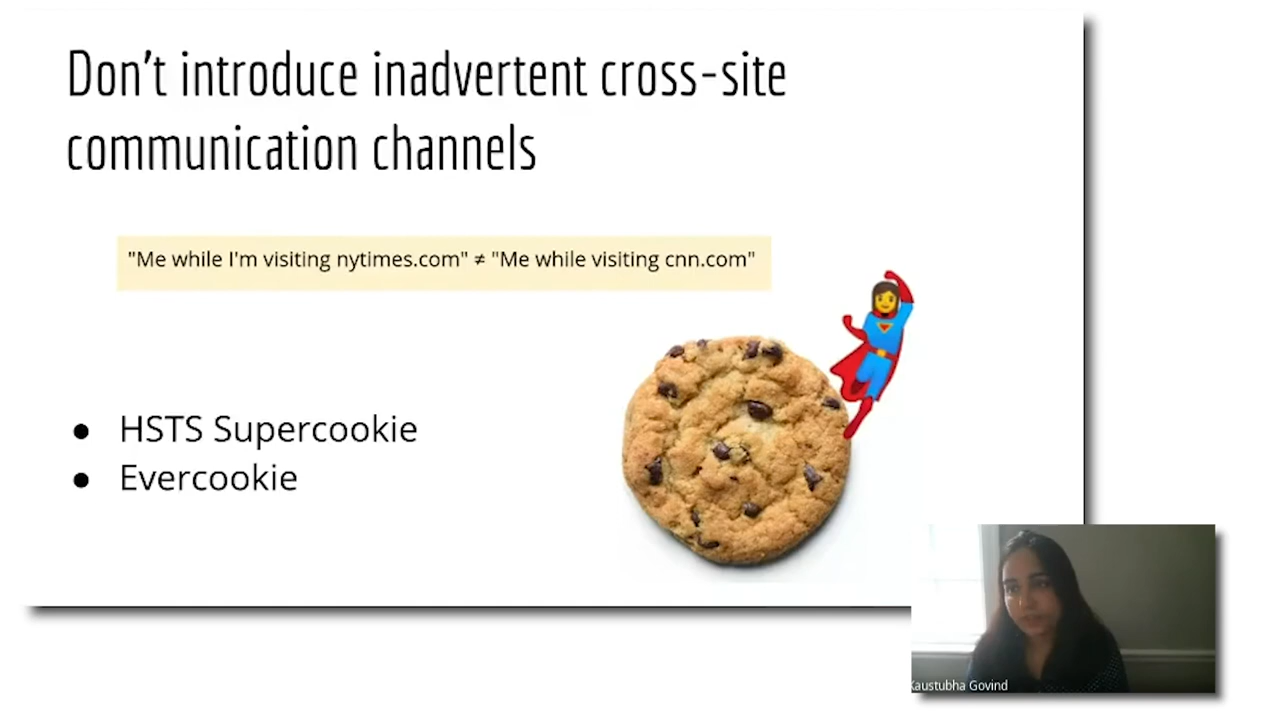 Don't introduce inadvertent cross-site
communication channels
"Me while I'm visiting nytimes.com" ≠ "Me while visiting cnn.com"
● HSTS Supercookie
● Evercookie
Kaustubha Govind